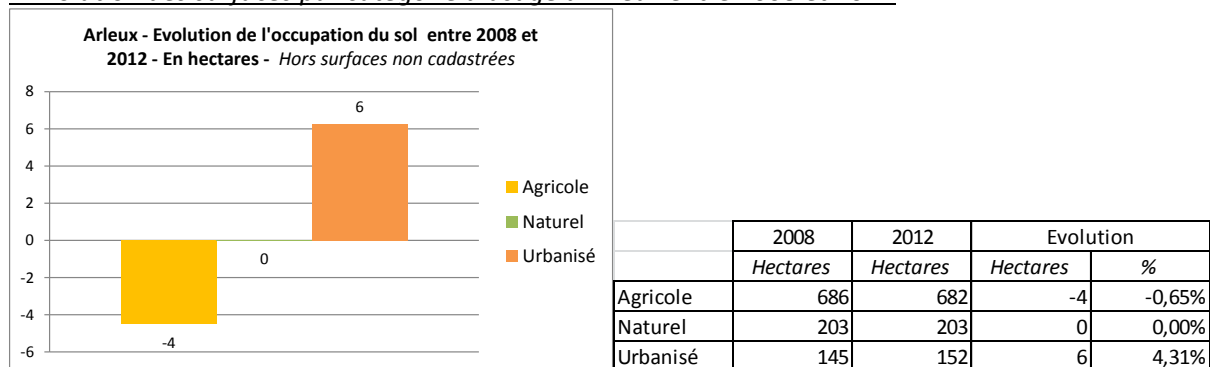 Arleux - Evolution de l'occupation du sol entre 2008 et
2012 - En hectares - Hors surfaces non cadastrées
8
6
4
2
0
-2
-4
-6
6
0
-4
Agricole
Naturel
Urbanisé
2008 2012 Evolution
Hectares Hectares Hectares %
Agricole 686 682 -4 -0,65%
Naturel 203 203 0 0,00%
Urbanisé 145 152 6 4,31%